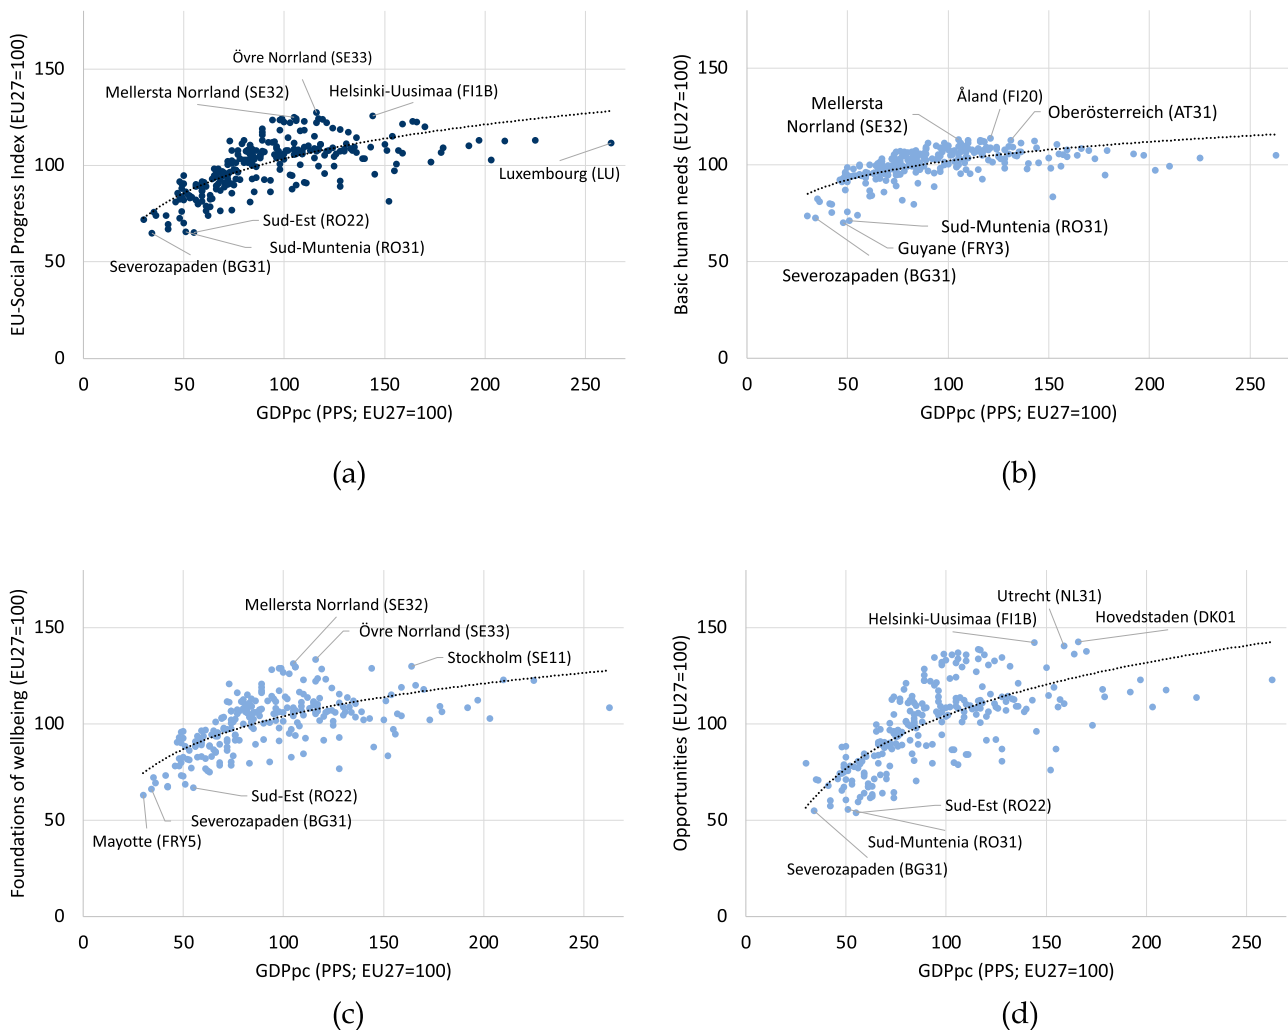 EU-Social Progress Index (EU27=100)
150
100
50
0
Övre Norrland (SE33)
Mellersta Norrland (SE32)
Helsinki-Uusimaa (FI1B)
Luxembourg (LU)
Sud-Est (RO22)
Sud-Muntenia (RO31)
Severozapaden (BG31)
0 50 100 150 200 250
GDPpc (PPS; EU27=100)
(a)
Basic human needs (EU27=100)
150
100
50
0
Mellersta
Norrland (SE32)
Åland (FI20)
Oberösterreich (AT31)
Sud-Muntenia (RO31)
Guyane (FRY3)
Severozapaden (BG31)
0 50 100 150 200 250
GDPpc (PPS; EU27=100)
(b)
Foundations of wellbeing (EU27=100)
150
100
50
0
Mellersta Norrland (SE32)
Övre Norrland (SE33)
Stockholm (SE11)
Sud-Est (RO22)
Severozapaden (BG31)
Mayotte (FRY5)
0 50 100 150 200 250
GDPpc (PPS; EU27=100)
(c)
Opportunities (EU27=100)
150
100
50
0
Utrecht (NL31)
Helsinki-Uusimaa (FI1B)
Hovedstaden (DK01
Sud-Est (RO22)
Sud-Muntenia (RO31)
Severozapaden (BG31)
0 50 100 150 200 250
GDPpc (PPS; EU27=100)
(d)